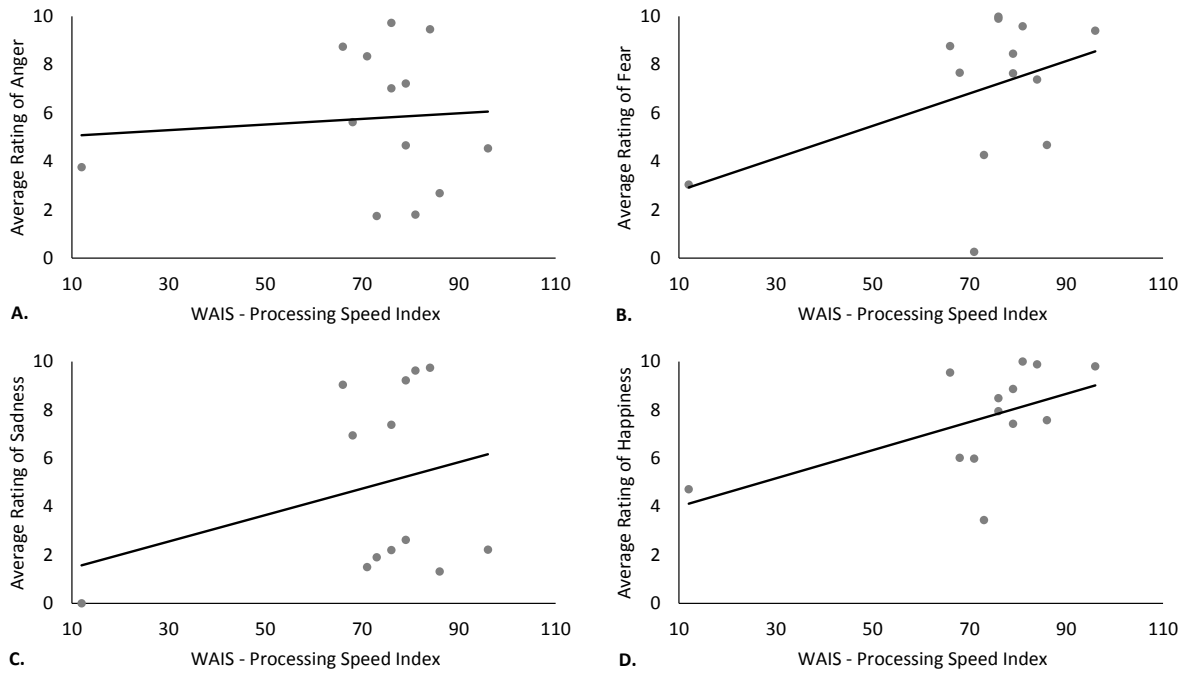 Average Rating of Anger
10
8
6
4
2
0
10 30 50 70 90 110
WAIS - Processing Speed Index
A.
Average Rating of Fear
10
8
6
4
2
0
10 30 50 70 90 110
WAIS - Processing Speed Index
B.
Average Rating of Sadness
10
8
6
4
2
0
10 30 50 70 90 110
WAIS - Processing Speed Index
C.
Average Rating of Happiness
10
8
6
4
2
0
10 30 50 70 90 110
WAIS - Processing Speed Index
D.